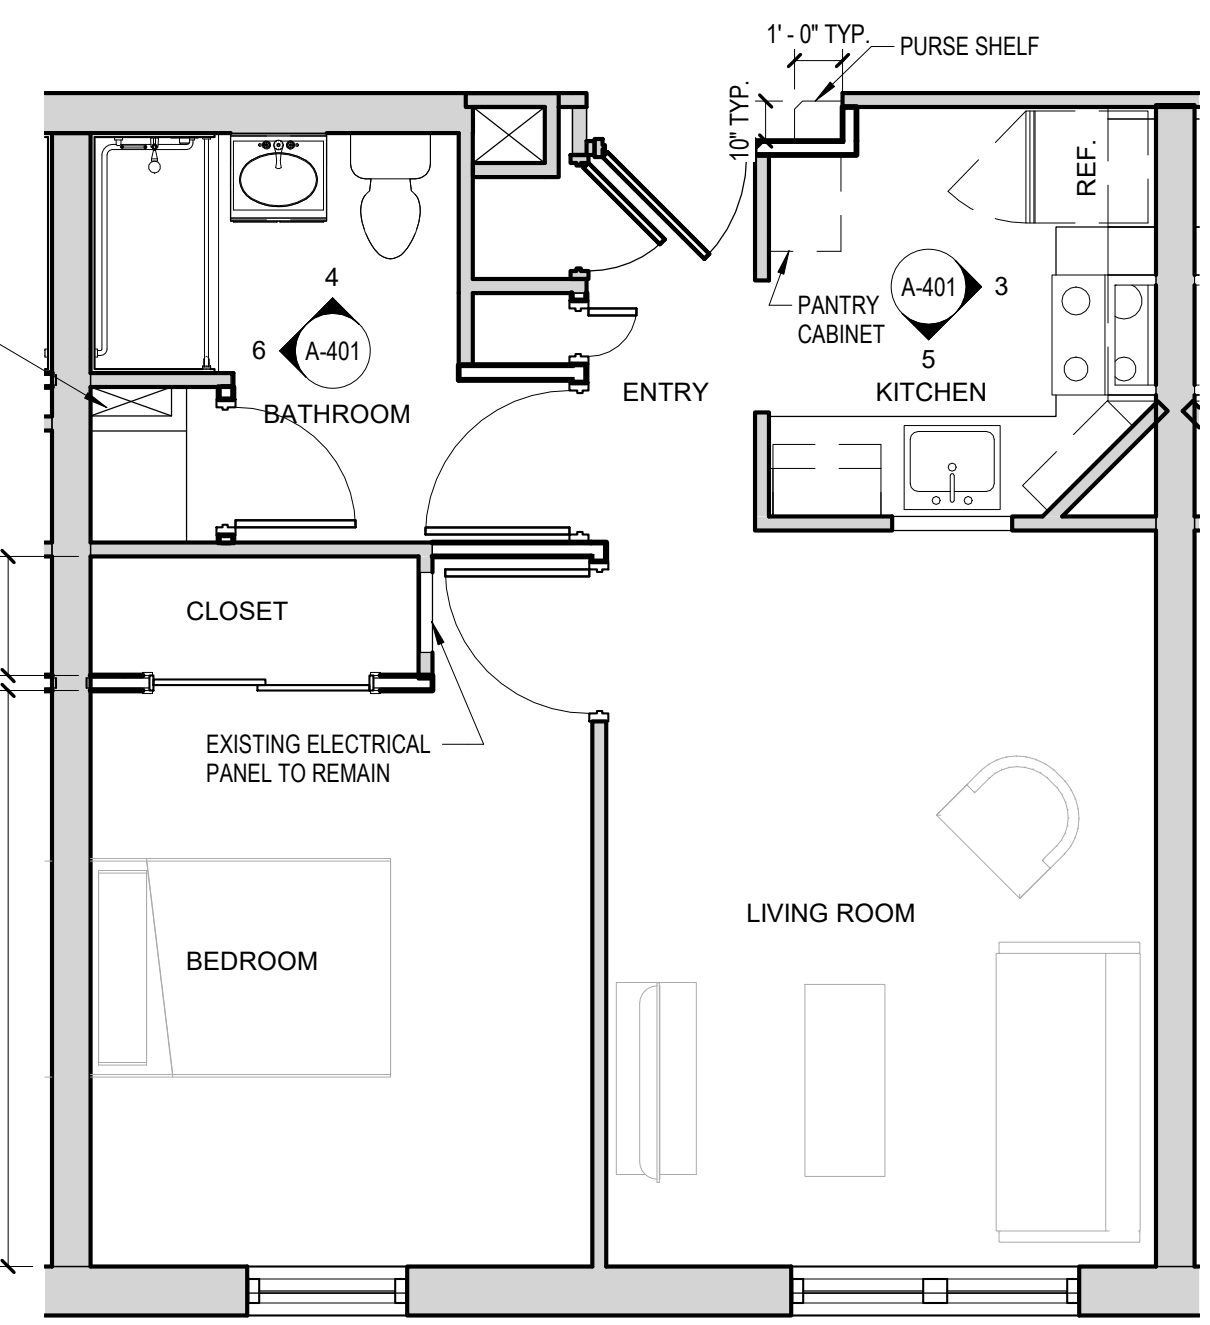 1' - 0" TYP.
PURSE SHELF
10" TYP.
REF.
4
6
A-401
A-401
3
5
PANTRY
CABINET
ENTRY
KITCHEN
BATHROOM
CLOSET
EXISTING ELECTRICAL
PANEL TO REMAIN
LIVING ROOM
BEDROOM